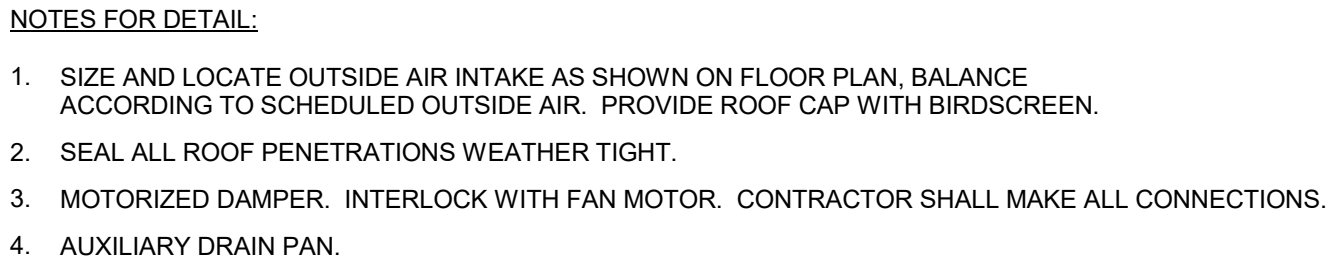 NOTES FOR DETAIL:
1. SIZE AND LOCATE OUTSIDE AIR INTAKE AS SHOWN ON FLOOR PLAN, BALANCE
ACCORDING TO SCHEDULED OUTSIDE AIR. PROVIDE ROOF CAP WITH BIRDSCREEN.
2. SEAL ALL ROOF PENETRATIONS WEATHER TIGHT.
3. MOTORIZED DAMPER. INTERLOCK WITH FAN MOTOR. CONTRACTOR SHALL MAKE ALL CONNECTIONS.
4. AUXILIARY DRAIN PAN.